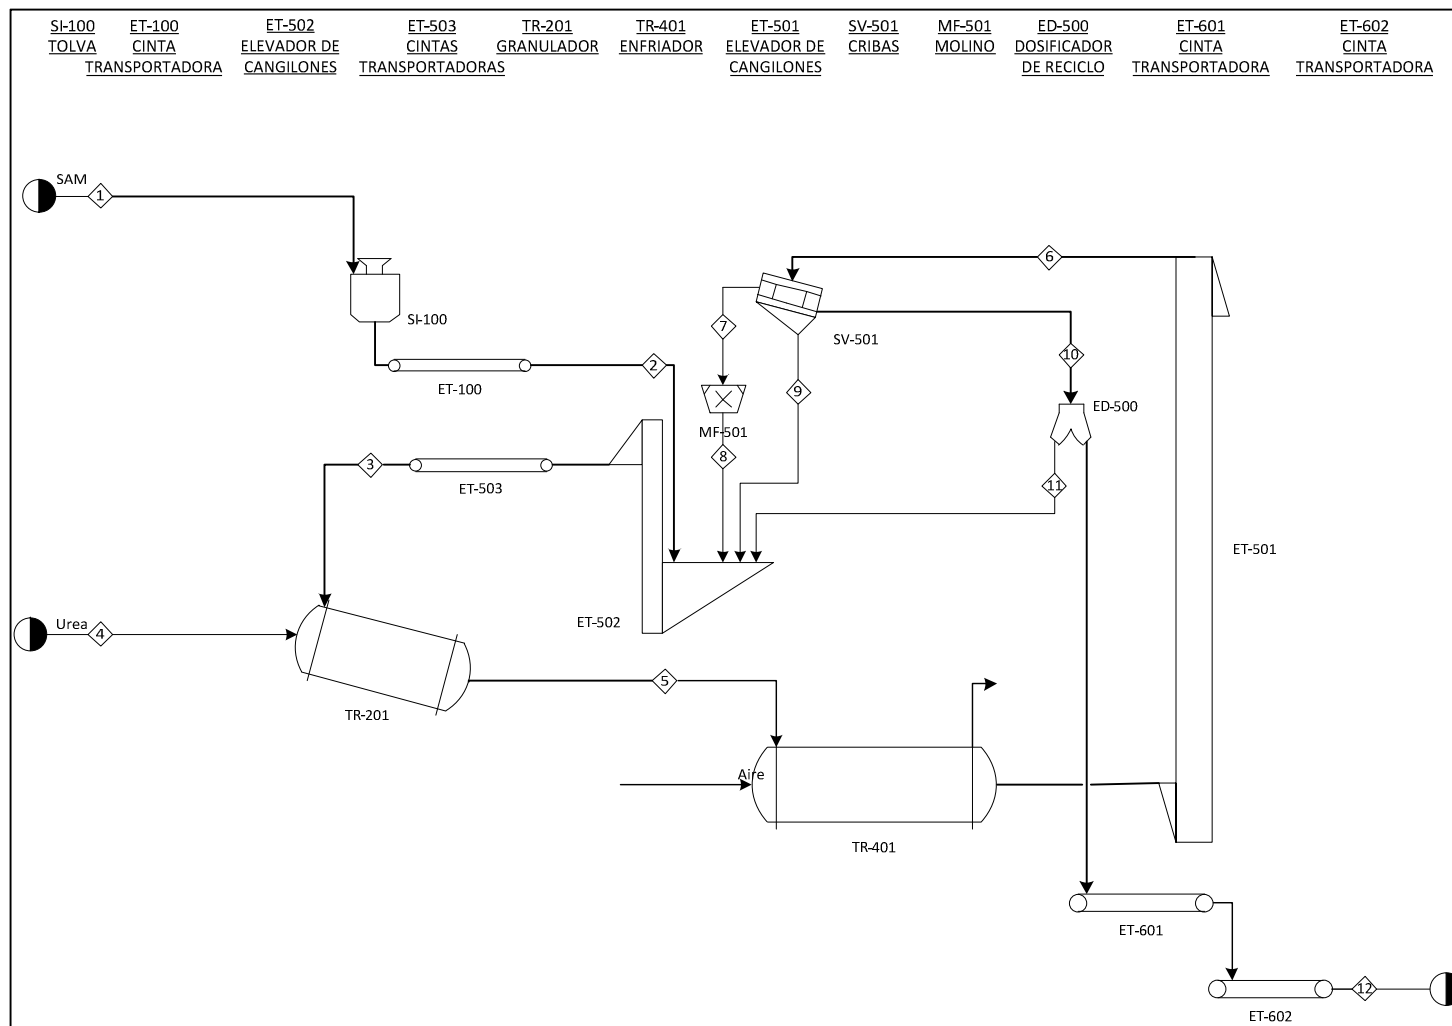 SI-100
TOLVA
ET-100
CINTA
TRANSPORTADORA
ET-502
ELEVADOR DE
CANGILONES
ET-503
CINTAS
TRANSPORTADORAS
TR-201
GRANULADOR
TR-401
ENFRIADOR
ET-501
ELEVADOR DE
CANGILONES
SV-501
CRIBAS
MF-501
MOLINO
ED-500
DOSIFICADOR
DE RECICLO
ET-601
CINTA
TRANSPORTADORA
ET-602
CINTA
TRANSPORTADORA
SAM
1
6
SI-100
7
SV-501
2
10
ET-100
9
ED-500
MF-501
3
8
ET-503
11
ET-501
Urea
4
ET-502
5
TR-201
Aire
TR-401
ET-601
12
ET-602